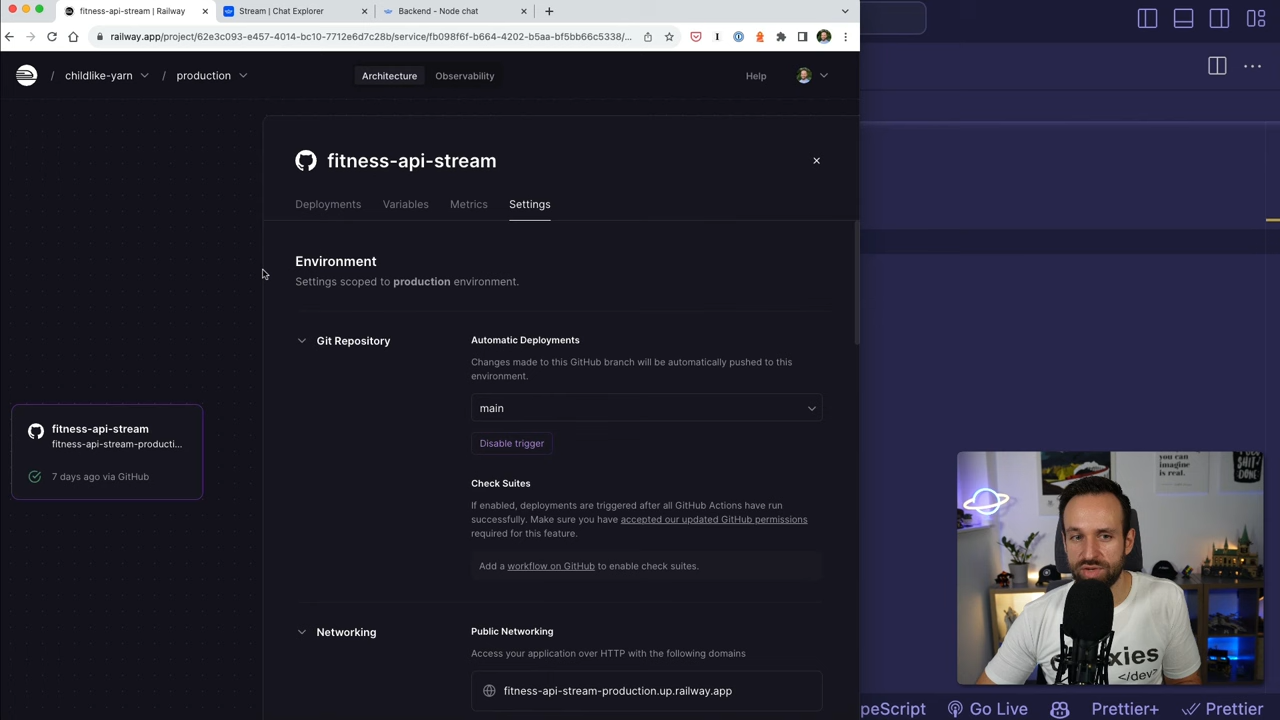 fitness-api-stream | Railway
Stream | Chat Explorer
Backend - Node chat
railway.app/project/62e3c093-e457-4014-bc10-7712e6d7c28b/service/fb098f6f-b664-4202-b5aa-bf5bb66c5338/...
/ childlike-yarn / production
Architecture
Observability
Help
fitness-api-stream
Deployments
Variables
Metrics
Settings
Environment
Settings scoped to production environment.
Git Repository
Automatic Deployments
Changes made to this GitHub branch will be automatically pushed to this
environment.
main
Disable trigger
fitness-api-stream
fitness-api-stream-producti...
7 days ago via GitHub
Check Suites
If enabled, deployments are triggered after all GitHub Actions have run
successfully. Make sure you have accepted our updated GitHub permissions
required for this feature.
Add a workflow on GitHub to enable check suites.
Networking
Public Networking
Access your application over HTTP with the following domains
fitness-api-stream-production.up.railway.app
you can
imagine
is real.
</dev>
peScript
Go Live
Prettier+
Prettier